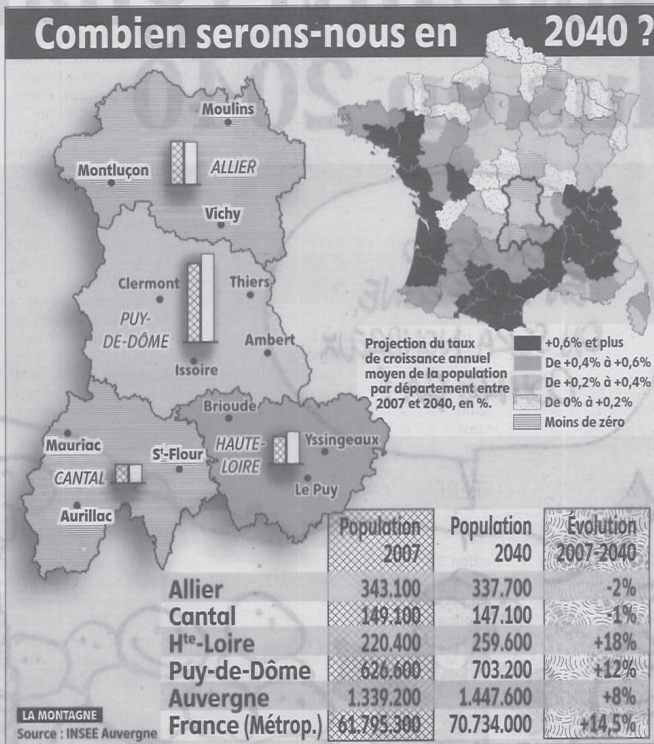 Combien serons-nous en 2040 ?
Moulins
Montluçon
ALLIER
Vichy
Clermont
Thiers
PUY-
DE-DÔME
Ambert
Issoire
Brioude
Mauriac
St-Flour
HAUTE-
LOIRE
Yssingeaux
CANTAL
Le Puy
Aurillac
Projection du taux
de croissance annuel
moyen de la population
par département entre
2007 et 2040, en %.
+0,6% et plus
De +0,4% à +0,6%
De +0,2% à +0,4%
De 0% à +0,2%
Moins de zéro
Population 2007 Population 2040 Évolution 2007-2040
Allier 343.100 337.700 -2%
Cantal 149.100 147.100 -1%
Hte-Loire 220.400 259.600 +18%
Puy-de-Dôme 626.600 703.200 +12%
Auvergne 1.339.200 1.447.600 +8%
France (Métrop.) 61.795.300 70.734.000 +14,5%
LA MONTAGNE
Source : INSEE Auvergne